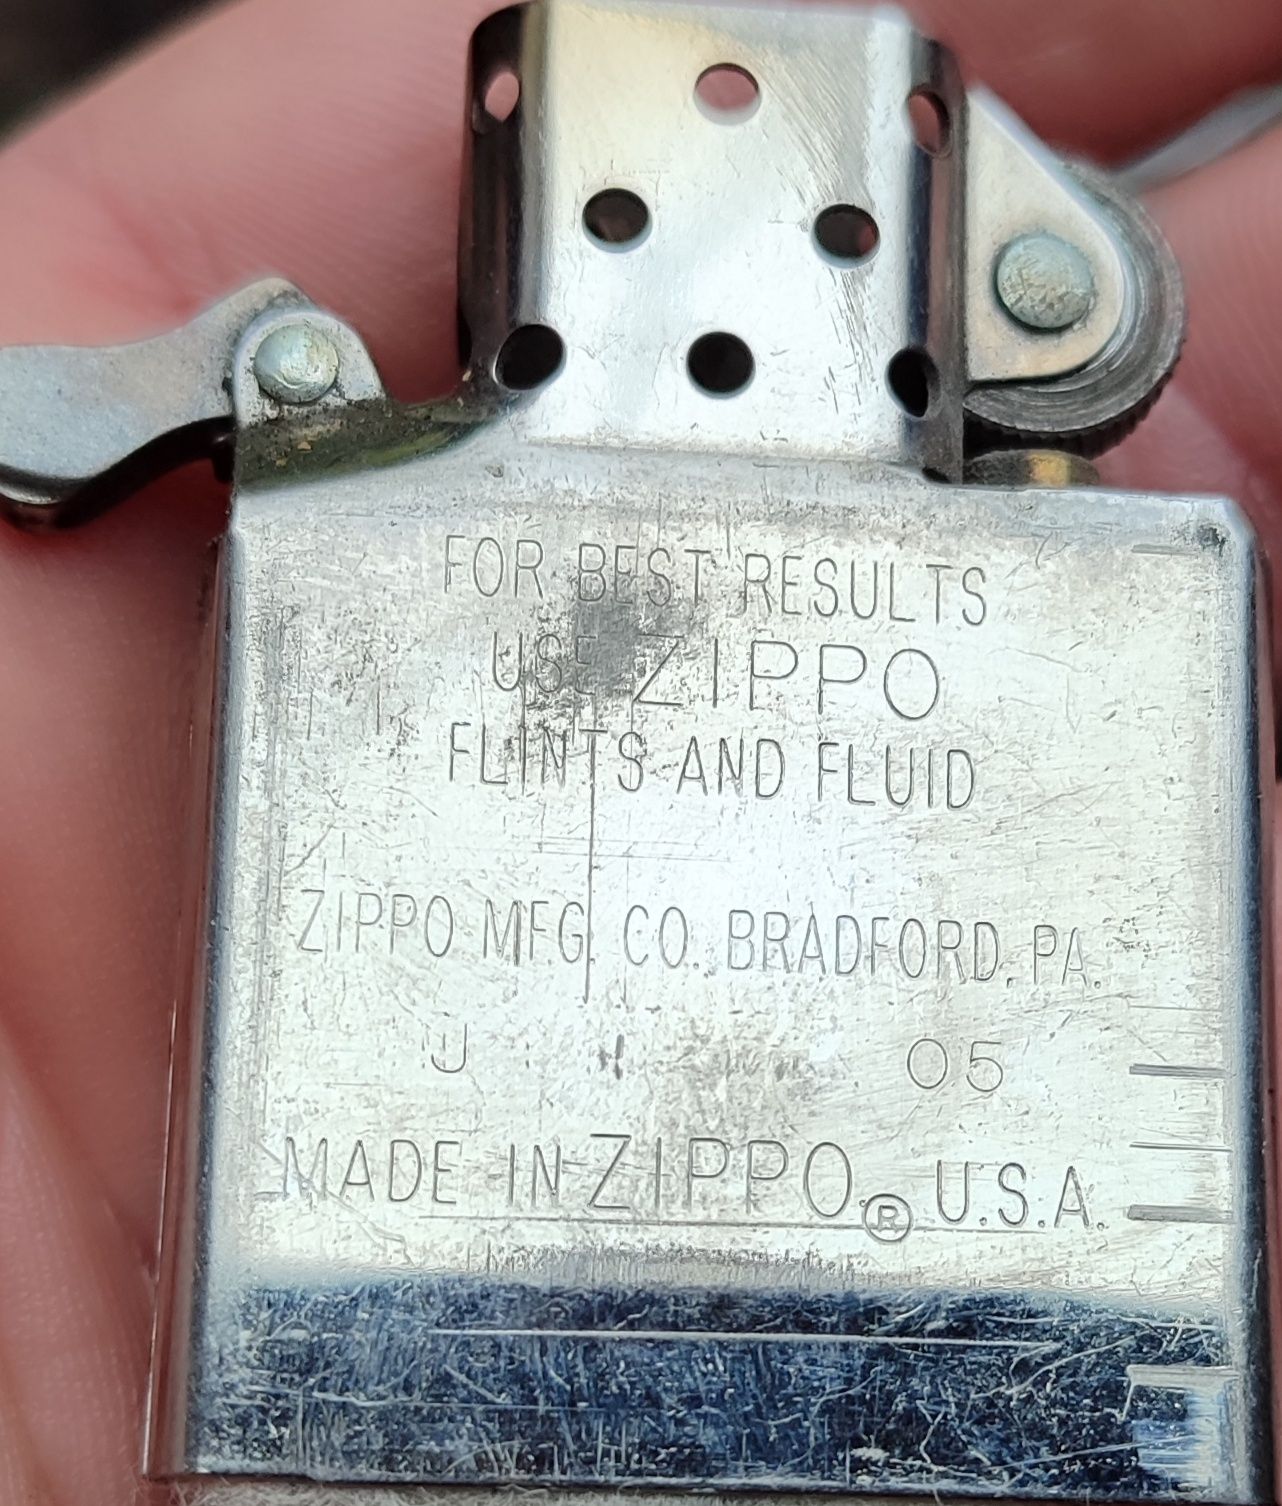 FOR BEST RESULTS
USE ZIPPO
FLINTS AND FLUID
ZIPPO MFG. CO. BRADFORD, PA.
J 05
MADE IN ZIPPO® U.S.A.